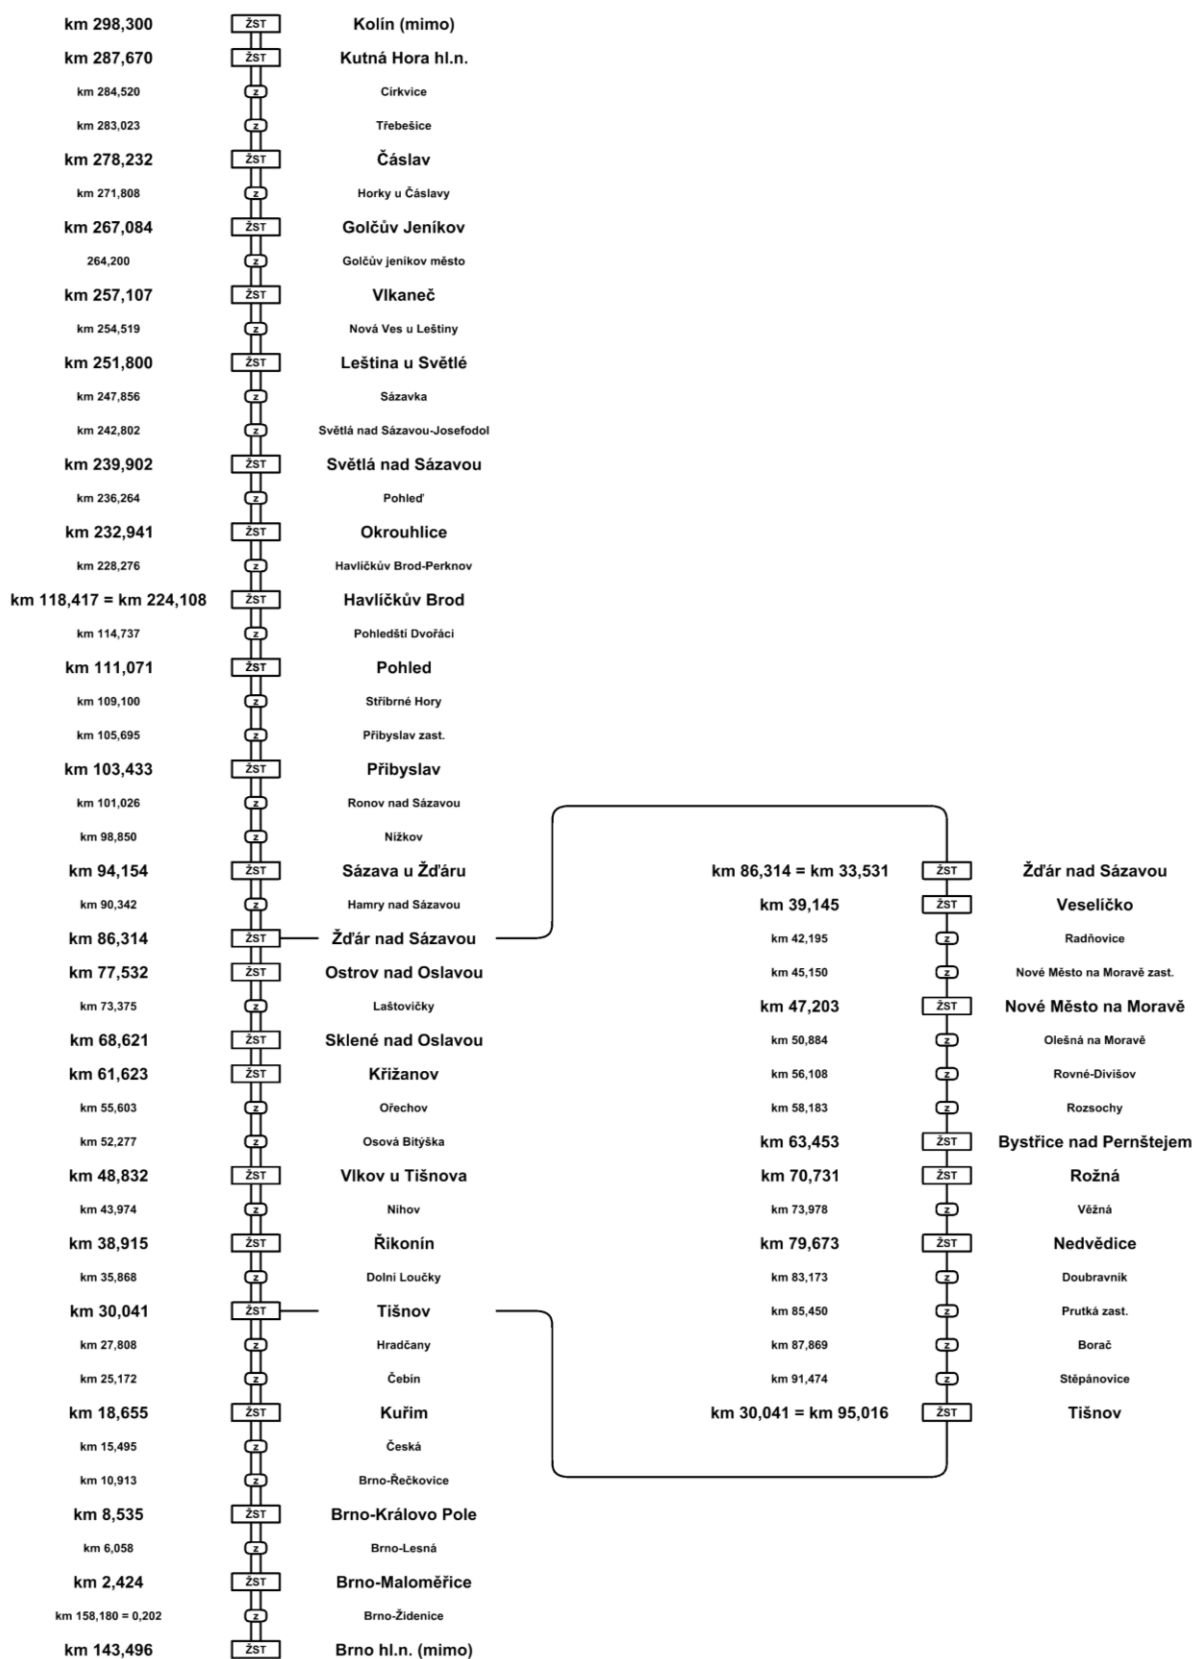 km 298,300 ŽST Kolín (mimo)
km 287,670 ŽST Kutná Hora hl.n.
km 284,520 z Církvice
km 283,023 z Třebešice
km 278,232 ŽST Čáslav
km 271,808 z Horky u Čáslavy
km 267,084 ŽST Golčův Jeníkov
264,200 z Golčův jeníkov město
km 257,107 ŽST Vlkaneč
km 254,519 z Nová Ves u Leštiny
km 251,800 ŽST Leština u Světlé
km 247,856 z Sázavka
km 242,802 z Světlá nad Sázavou-Josefodol
km 239,902 ŽST Světlá nad Sázavou
km 236,264 z Pohleď
km 232,941 ŽST Okrouhlice
km 228,276 z Havlíčkův Brod-Perknov
km 118,417 = km 224,108 ŽST Havlíčkův Brod
km 114,737 z Pohledští Dvořáci
km 111,071 ŽST Pohled
km 109,100 z Stříbrné Hory
km 105,695 z Přibyslav zast.
km 103,433 ŽST Přibyslav
km 101,026 z Ronov nad Sázavou
km 98,850 z Nížkov
km 94,154 ŽST Sázava u Žďáru
km 90,342 z Hamry nad Sázavou
km 86,314 ŽST Žďár nad Sázavou
km 77,532 ŽST Ostrov nad Oslavou
km 73,375 z Laštovičky
km 68,621 ŽST Sklené nad Oslavou
km 61,623 ŽST Křižanov
km 55,603 z Ořechov
km 52,277 z Osová Bitýška
km 48,832 ŽST Vlkov u Tišnova
km 43,974 z Níhov
km 38,915 ŽST Řikonín
km 35,868 z Dolní Loučky
km 30,041 ŽST Tišnov
km 27,808 z Hradčany
km 25,172 z Čebín
km 18,655 ŽST Kuřim
km 15,495 z Česká
km 10,913 z Brno-Řečkovice
km 8,535 ŽST Brno-Královo Pole
km 6,058 z Brno-Lesná
km 2,424 ŽST Brno-Maloměřice
km 158,180 = 0,202 z Brno-Židenice
km 143,496 ŽST Brno hl.n. (mimo)
km 86,314 = km 33,531 ŽST Žďár nad Sázavou
km 39,145 ŽST Veselíčko
km 42,195 z Radňovice
km 45,150 z Nové Město na Moravě zast.
km 47,203 ŽST Nové Město na Moravě
km 50,884 z Olešná na Moravě
km 56,108 z Rovné-Divišov
km 58,183 z Rozsochy
km 63,453 ŽST Bystřice nad Pernštejem
km 70,731 ŽST Rožná
km 73,978 z Věžná
km 79,673 ŽST Nedvědice
km 83,173 z Doubravník
km 85,450 z Prutká zast.
km 87,869 z Borač
km 91,474 z Stěpánovice
km 30,041 = km 95,016 ŽST Tišnov